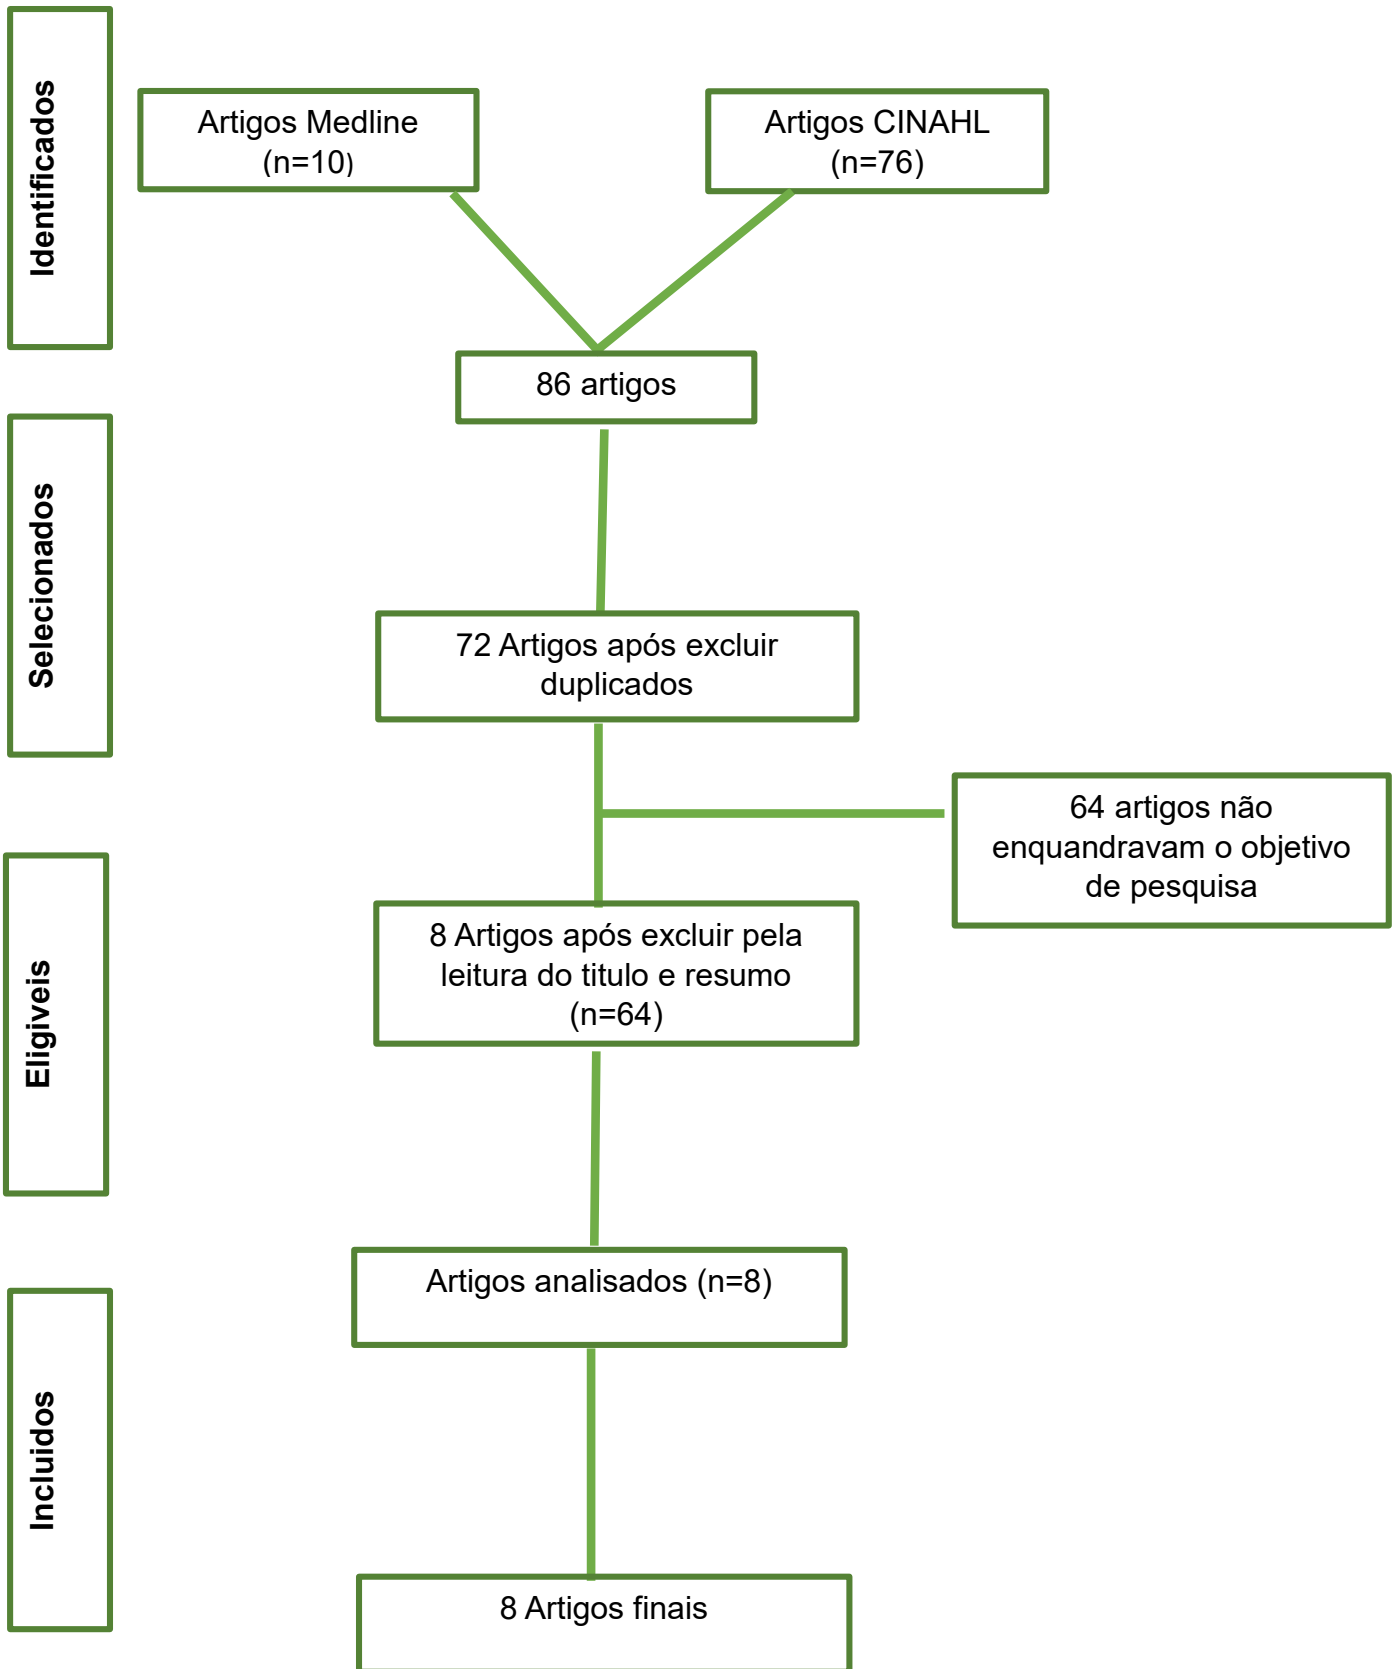 Identificados
Artigos Medline
(n=10)
Artigos CINAHL
(n=76)
86 artigos
Selecionados
72 Artigos após excluir
duplicados
64 artigos não
enquandravam o objetivo
de pesquisa
Eligiveis
8 Artigos após excluir pela
leitura do titulo e resumo
(n=64)
Artigos analisados (n=8)
Incluidos
8 Artigos finais